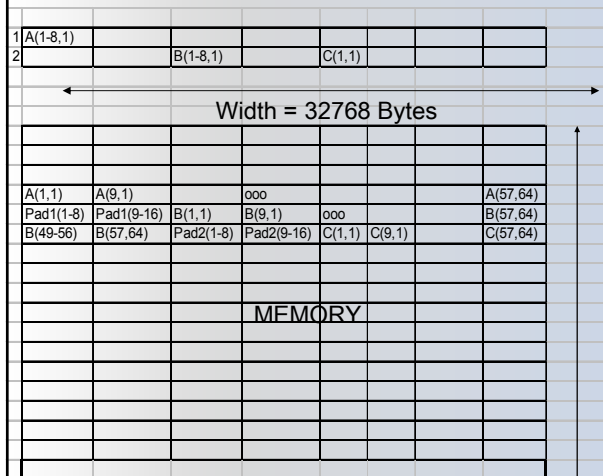 1 A(1-8,1)
2 B(1-8,1) C(1,1)
Width = 32768 Bytes
A(1,1) A(9,1) ooo A(57,64)
Pad1(1-8) Pad1(9-16) B(1,1) B(9,1) ooo B(57,64)
B(49-56) B(57,64) Pad2(1-8) Pad2(9-16) C(1,1) C(9,1) C(57,64)
MEMORY